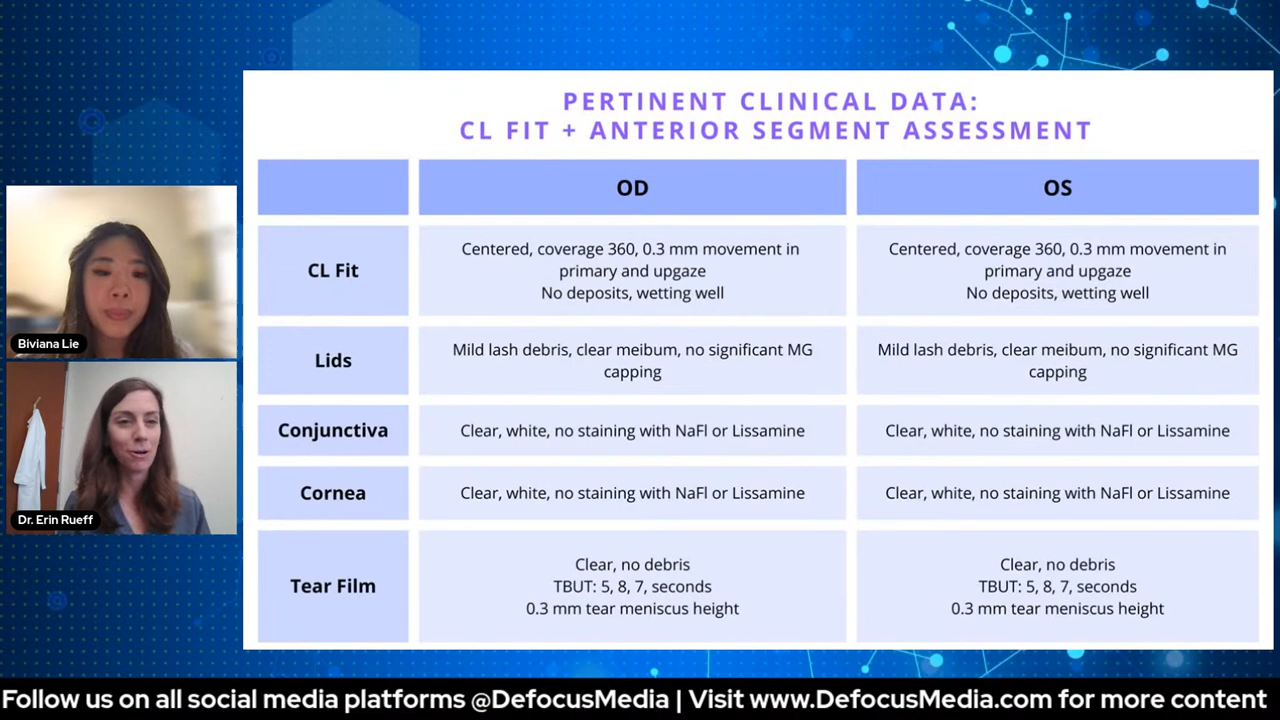 PERTINENT CLINICAL DATA:
CL FIT + ANTERIOR SEGMENT ASSESSMENT
OD
OS
CL Fit
Centered, coverage 360, 0.3 mm movement in
primary and upgaze
No deposits, wetting well
Centered, coverage 360, 0.3 mm movement in
primary and upgaze
No deposits, wetting well
Lids
Mild lash debris, clear meibum, no significant MG
capping
Mild lash debris, clear meibum, no significant MG
capping
Conjunctiva
Clear, white, no staining with NaFl or Lissamine
Clear, white, no staining with NaFl or Lissamine
Cornea
Clear, white, no staining with NaFl or Lissamine
Clear, white, no staining with NaFl or Lissamine
Tear Film
Clear, no debris
TBUT: 5, 8, 7, seconds
0.3 mm tear meniscus height
Clear, no debris
TBUT: 5, 8, 7, seconds
0.3 mm tear meniscus height
Biviana Lie
Dr. Erin Rueff
Follow us on all social media platforms @DefocusMedia | Visit www.DefocusMedia.com for more content